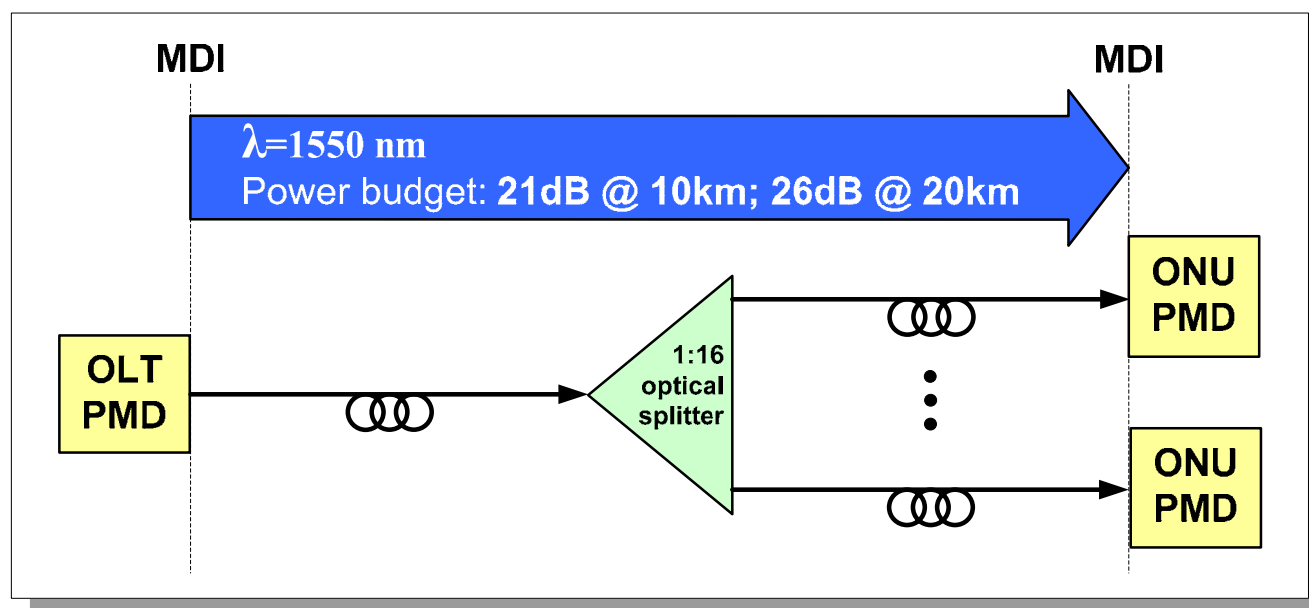 MDI
MDI
λ=1550 nm
Power budget: 21dB @ 10km; 26dB @ 20km
ONU
PMD
OLT
PMD
1:16
optical
splitter
ONU
PMD